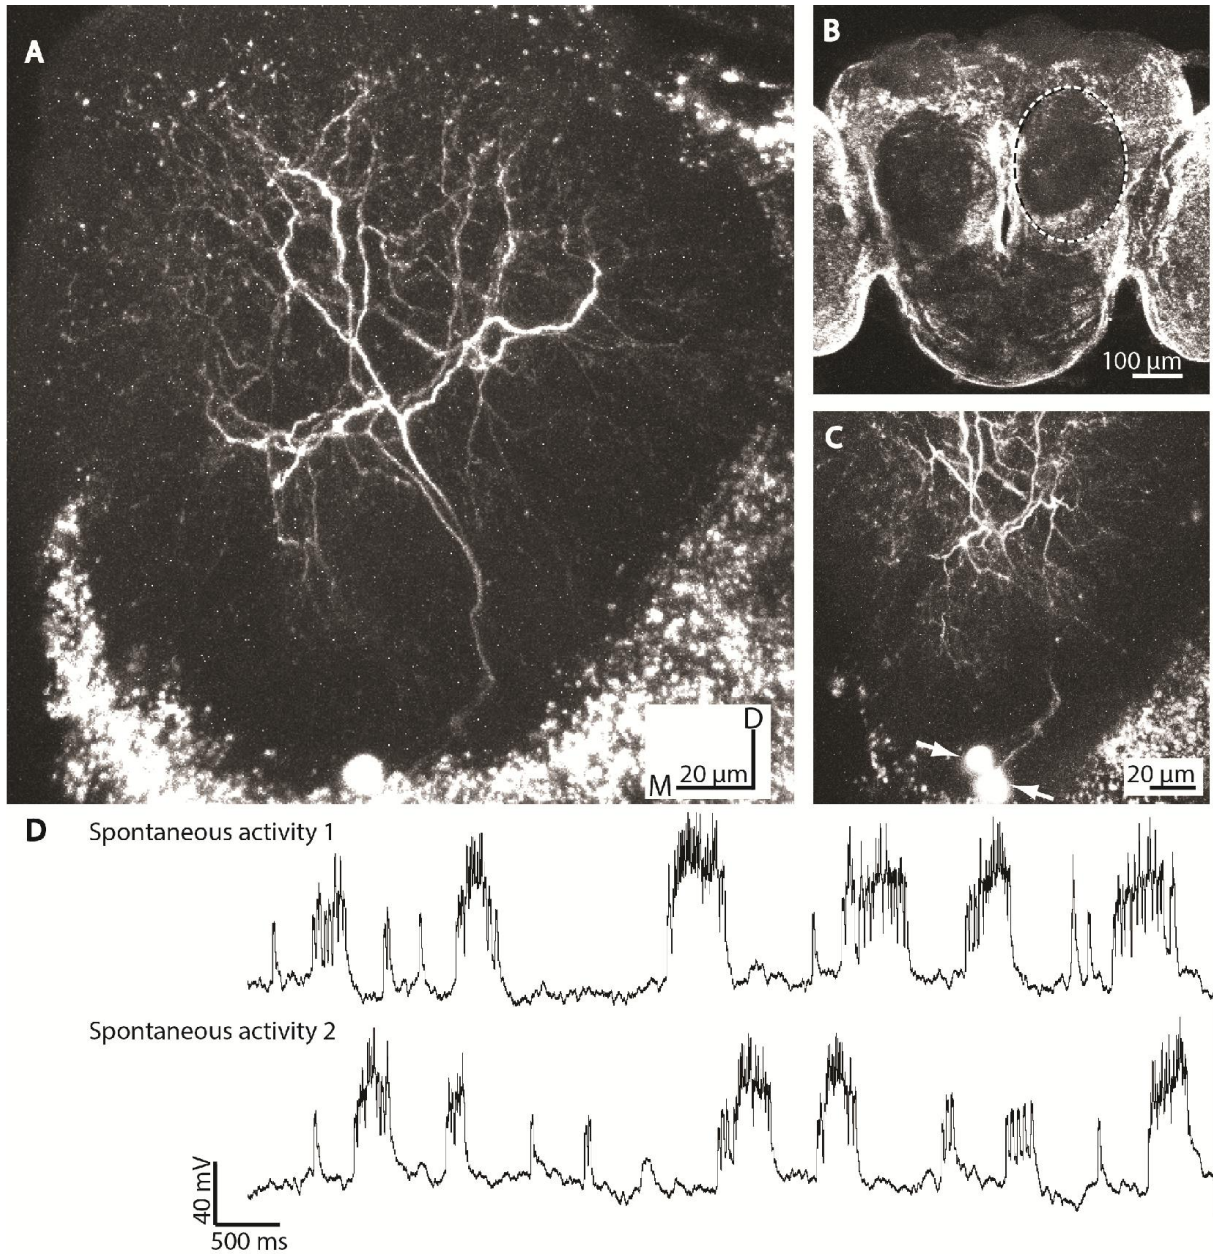 A
B
100 µm
C
D
M 20 µm
20 µm
D
Spontaneous activity 1
Spontaneous activity 2
40 mV
500 ms